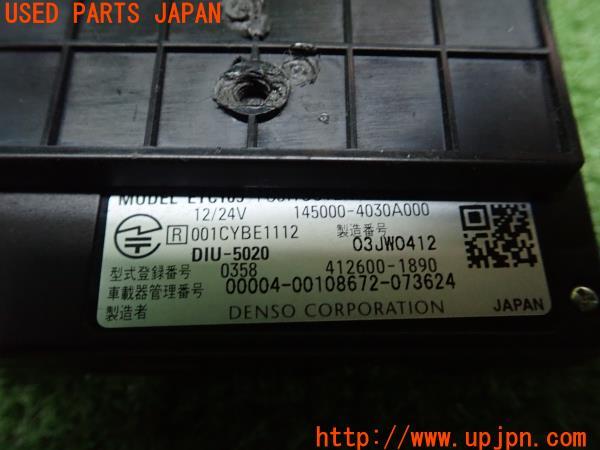 USED PARTS JAPAN
MODEL ETC103
12/24V 145000-4030A000
R 001CYBE1112 製造番号 03JW0412
DIU-5020
型式登録番号 0358 412600-1890
車載器管理番号 00004-00108672-073624
製造者 DENSO CORPORATION JAPAN
http://www.upjpn.com